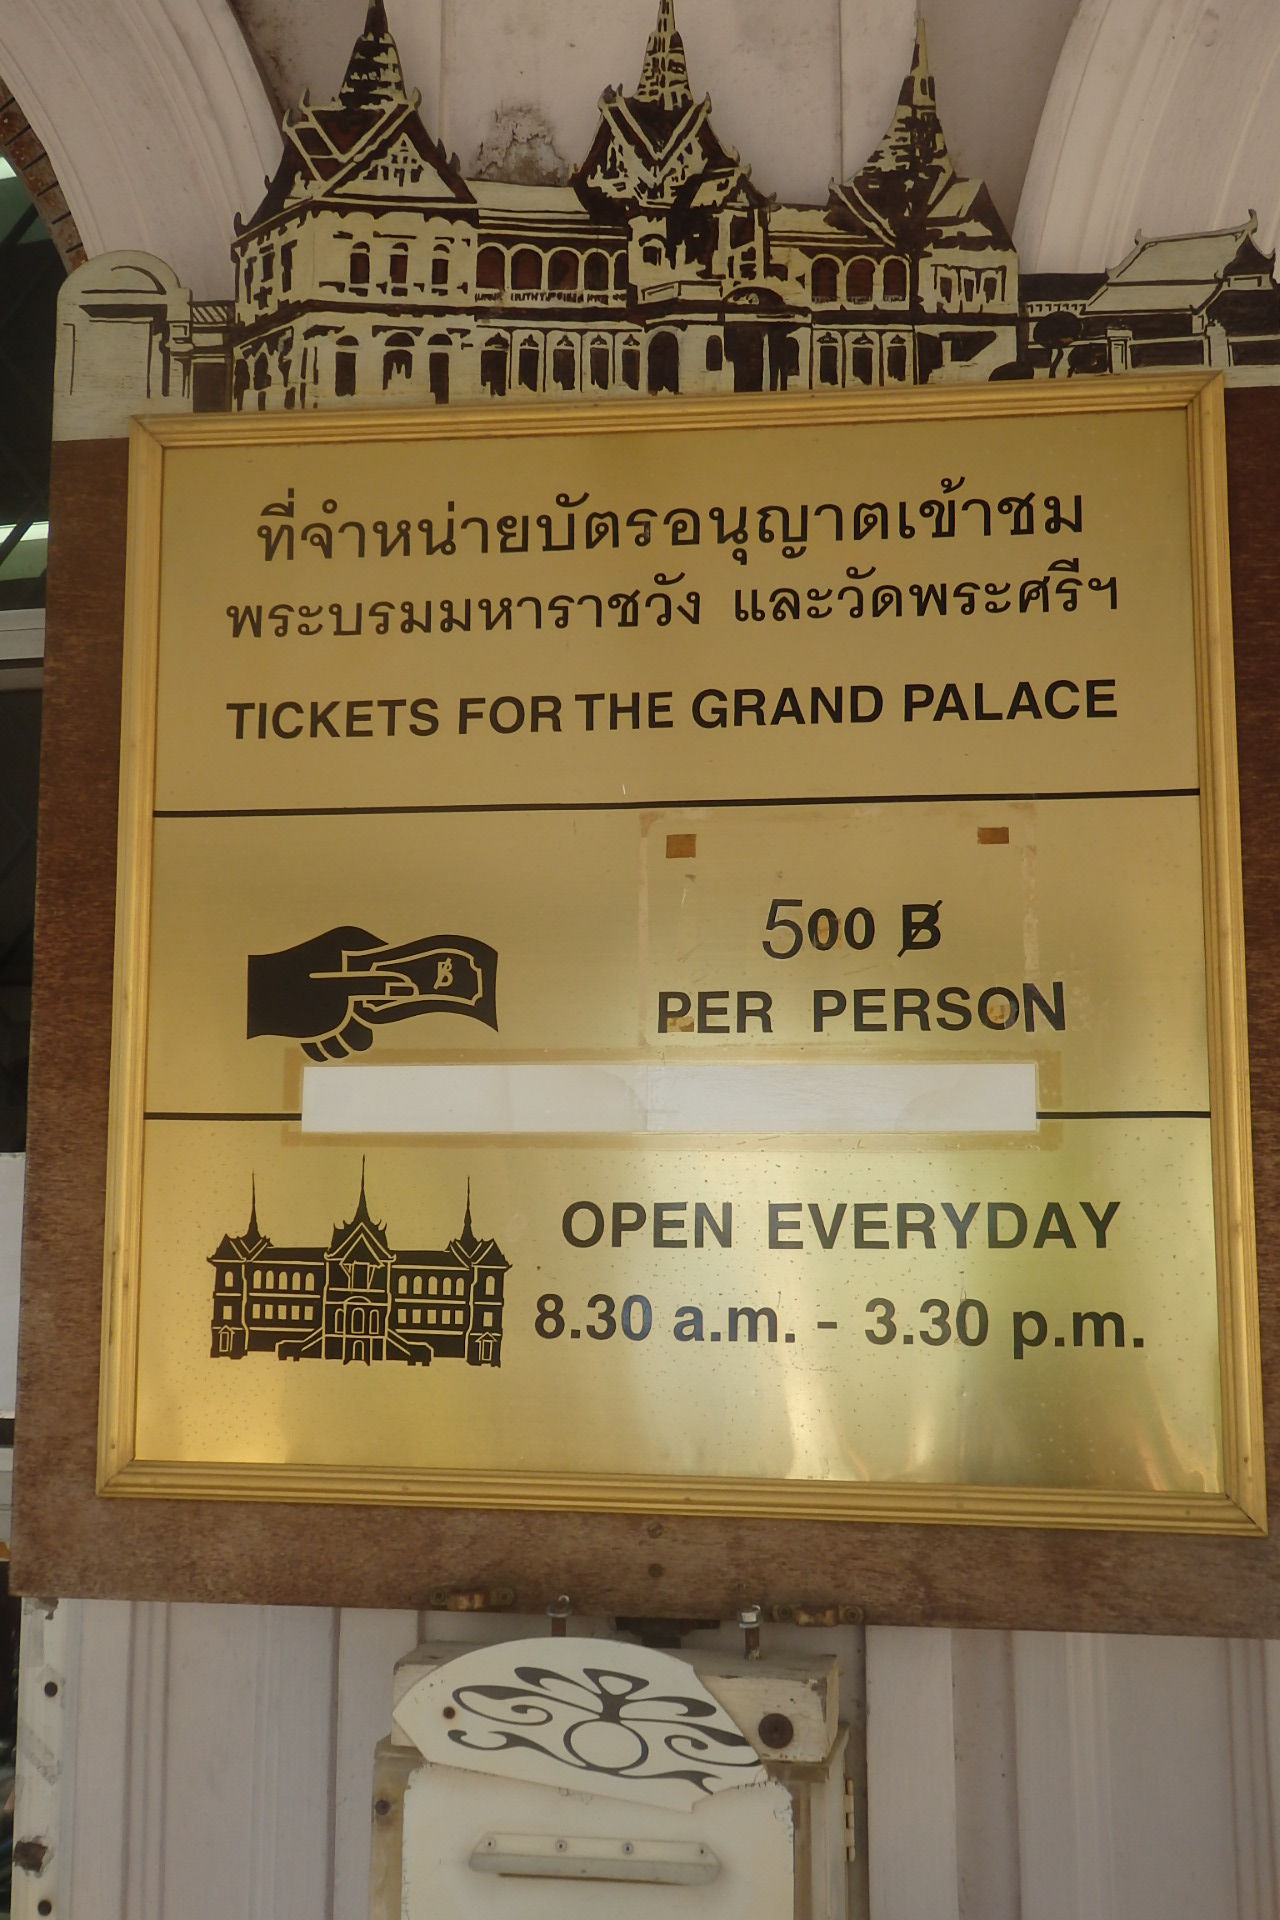 ที่จำหน่ายบัตรอนุญาตเข้าชม
พระบรมมหาราชวัง และวัดพระศรีฯ
TICKETS FOR THE GRAND PALACE
500 ฿
PER PERSON
฿
OPEN EVERYDAY
8.30 a.m. - 3.30 p.m.